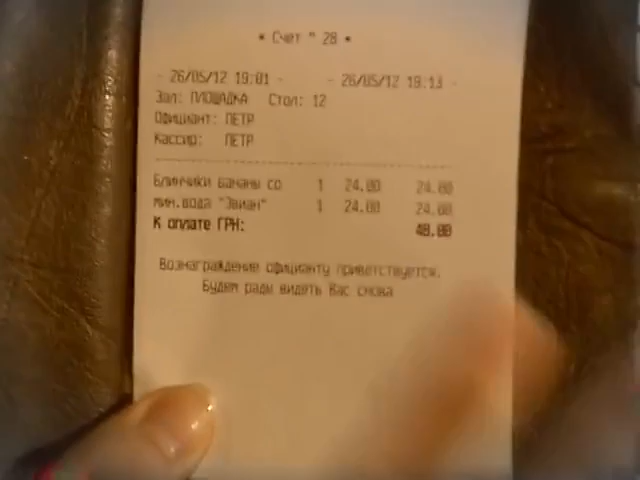 * Счет " 28 *
- 26/05/12 19:01 - - 26/05/12 19:13 -
Зал: ПЛОЩАДКА Стол: 12
Официант: ПЕТР
Кассир: ПЕТР
Блинчики бананы со 1 24.00 24.00
мин.вода "Эвиан" 1 24.00 24.00
К оплате ГРН: 48.00
Вознаграждение официанту приветствуется.
Будем рады видеть Вас снова